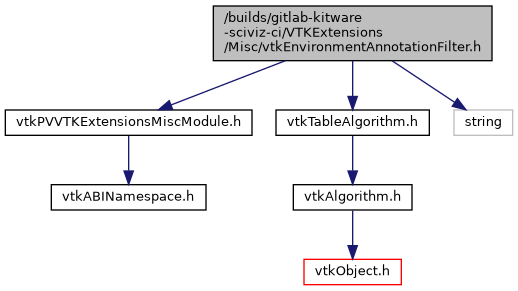 /builds/gitlab-kitware
-sciviz-ci/VTKExtensions
/Misc/vtkEnvironmentAnnotationFilter.h
vtkPVVTKExtensionsMiscModule.h
vtkTableAlgorithm.h
string
vtkABINamespace.h
vtkAlgorithm.h
vtkObject.h